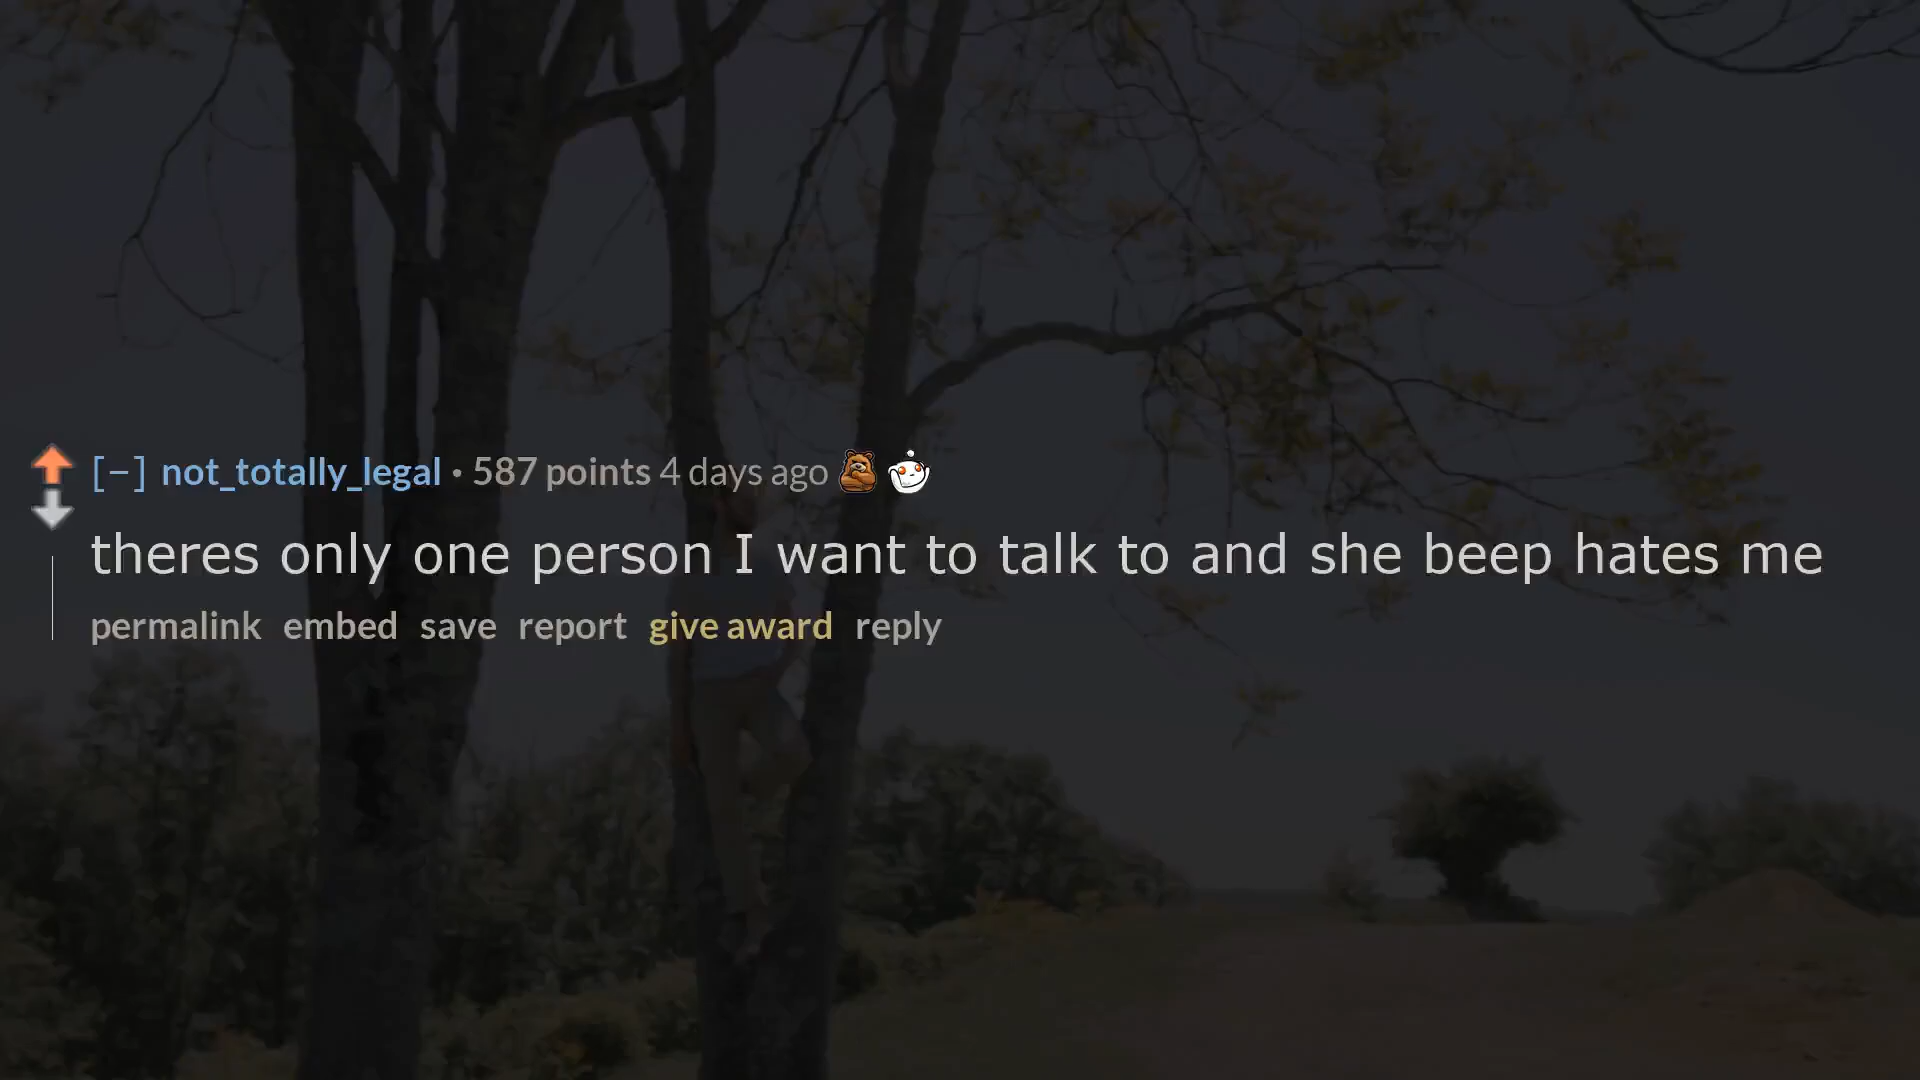 [–] not_totally_legal · 587 points 4 days ago
theres only one person I want to talk to and she beep hates me
permalink embed save report give award reply